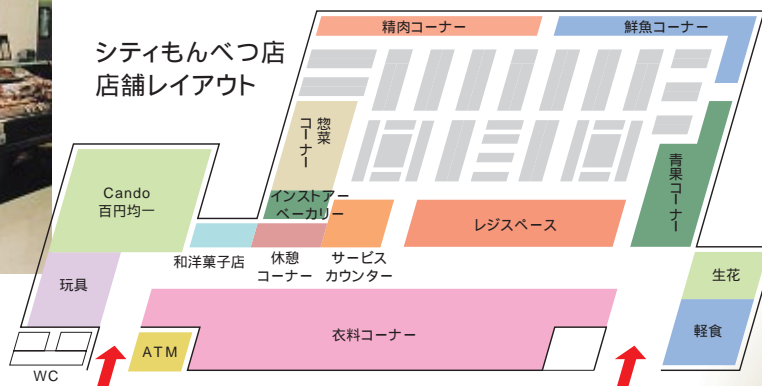 シティもんべつ店
店舗レイアウト
精肉コーナー
鮮魚コーナー
惣菜
コーナー
青果コーナー
Cando
百円均一
インストアー
ベーカリー
レジスペース
和洋菓子店
休憩
コーナー
サービス
カウンター
玩具
生花
衣料コーナー
軽食
ATM
WC